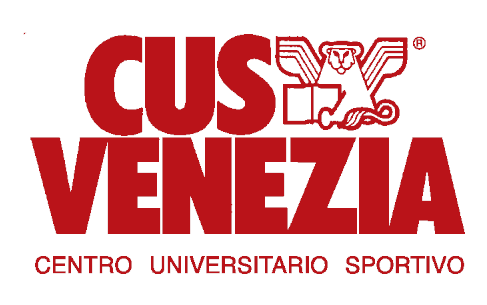 CUS ®
VENEZIA
CENTRO UNIVERSITARIO SPORTIVO